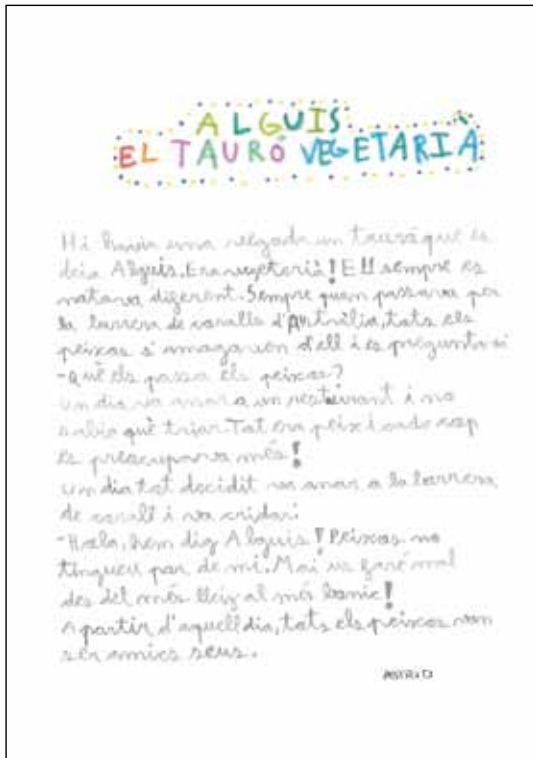 ALGUIS
EL TAURÓ VEGETARIÀ
Hi havia una vegada un tauró que es
deia Alguis. Era vegetarià! Ell sempre es
notava diferent. Sempre quan passava per
la barrera de coralls d'Austràlia, tots els
peixos s'amagaven d'ell i es preguntava
-Què els passa els peixos?
Un dia va anar a un restaurant i no
sabia què triar. Tot era peix i cada cop
es preocupava més!
Un dia tot decidit va anar a la barrera
de corall i va cridar:
-Hola, hem dig Alguis! Peixos no
tingueu por de mi. Mai us faré mal
des del més lleig al més bonic!
A partir d'aquell dia, tots els peixos van
ser amics seus.
ASTRID